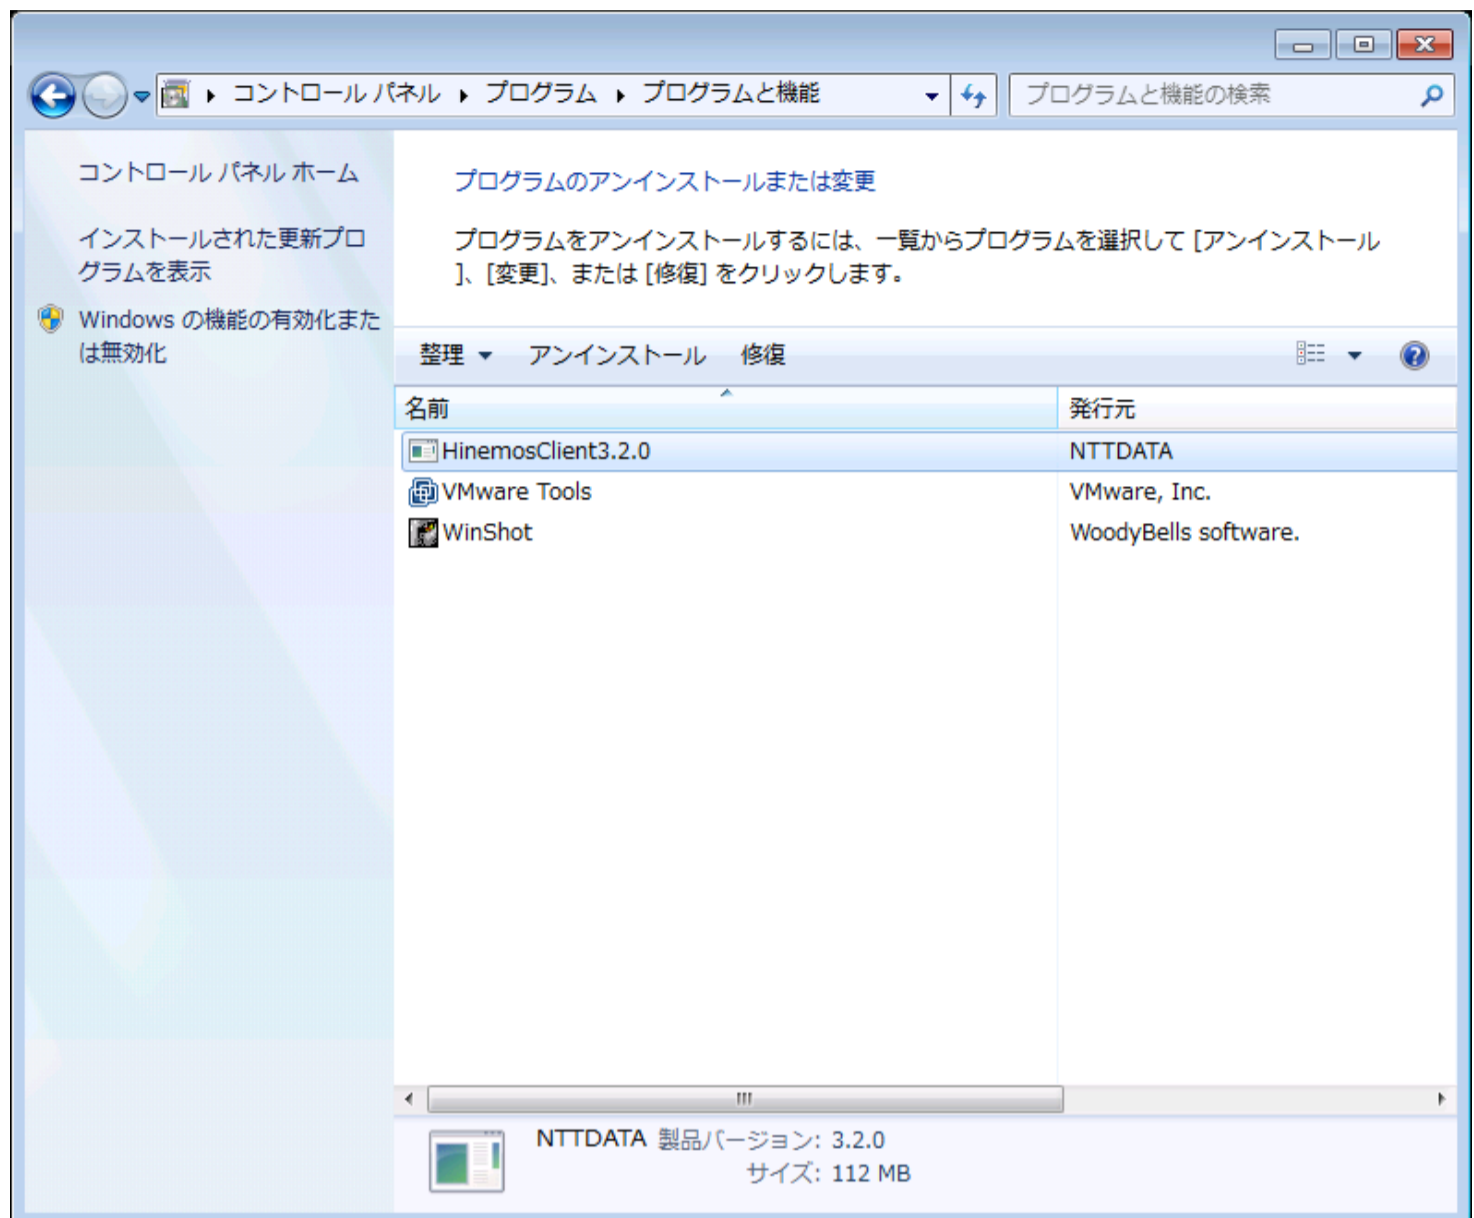 コントロール パネル
プログラム
プログラムと機能
プログラムと機能の検索
コントロール パネル ホーム
インストールされた更新プロ
グラムを表示
Windows の機能の有効化また
は無効化
プログラムのアンインストールまたは変更
プログラムをアンインストールするには、一覧からプログラムを選択して [アンインストール
]、[変更]、または [修復] をクリックします。
整理 アンインストール 修復
名前 発行元
HinemosClient3.2.0 NTTDATA
VMware Tools VMware, Inc.
WinShot WoodyBells software.
NTTDATA 製品バージョン: 3.2.0
サイズ: 112 MB